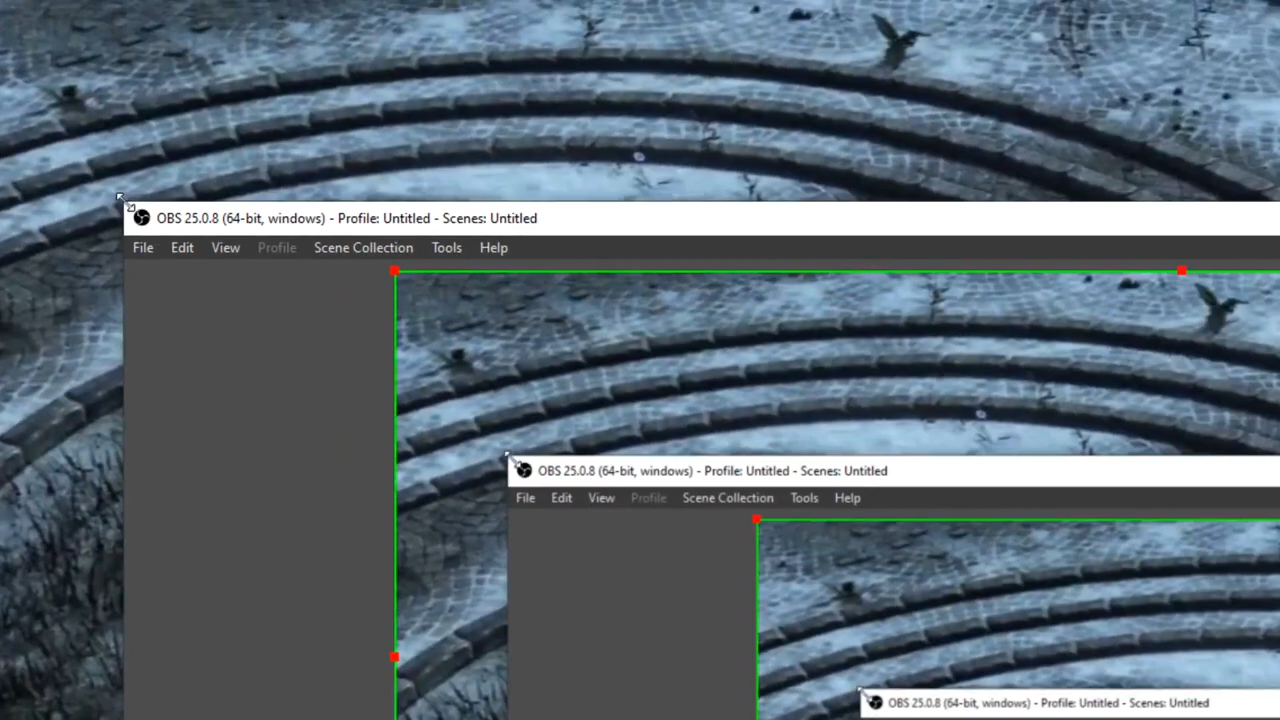 OBS 25.0.8 (64-bit, windows) - Profile: Untitled - Scenes: Untitled
File Edit View Profile Scene Collection Tools Help
OBS 25.0.8 (64-bit, windows) - Profile: Untitled - Scenes: Untitled
File Edit View Profile Scene Collection Tools Help
OBS 25.0.8 (64-bit, windows) - Profile: Untitled - Scenes: Untitled